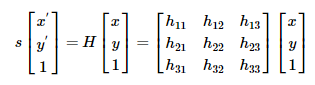 s [x' y' 1] = H [x y 1] = [h11 h12 h13 h21 h22 h23 h31 h32 h33] [x y 1]